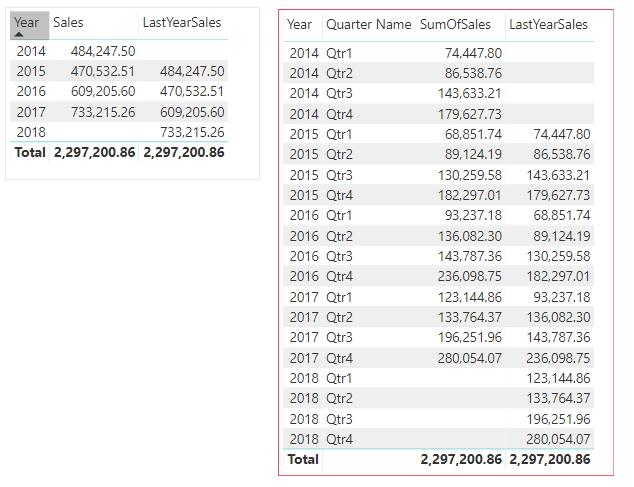 Year Sales LastYearSales
2014 484,247.50
2015 470,532.51 484,247.50
2016 609,205.60 470,532.51
2017 733,215.26 609,205.60
2018 733,215.26
Total 2,297,200.86 2,297,200.86
Year Quarter Name SumOfSales LastYearSales
2014 Qtr1 74,447.80
2014 Qtr2 86,538.76
2014 Qtr3 143,633.21
2014 Qtr4 179,627.73
2015 Qtr1 68,851.74 74,447.80
2015 Qtr2 89,124.19 86,538.76
2015 Qtr3 130,259.58 143,633.21
2015 Qtr4 182,297.01 179,627.73
2016 Qtr1 93,237.18 68,851.74
2016 Qtr2 136,082.30 89,124.19
2016 Qtr3 143,787.36 130,259.58
2016 Qtr4 236,098.75 182,297.01
2017 Qtr1 123,144.86 93,237.18
2017 Qtr2 133,764.37 136,082.30
2017 Qtr3 196,251.96 143,787.36
2017 Qtr4 280,054.07 236,098.75
2018 Qtr1 123,144.86
2018 Qtr2 133,764.37
2018 Qtr3 196,251.96
2018 Qtr4 280,054.07
Total 2,297,200.86 2,297,200.86